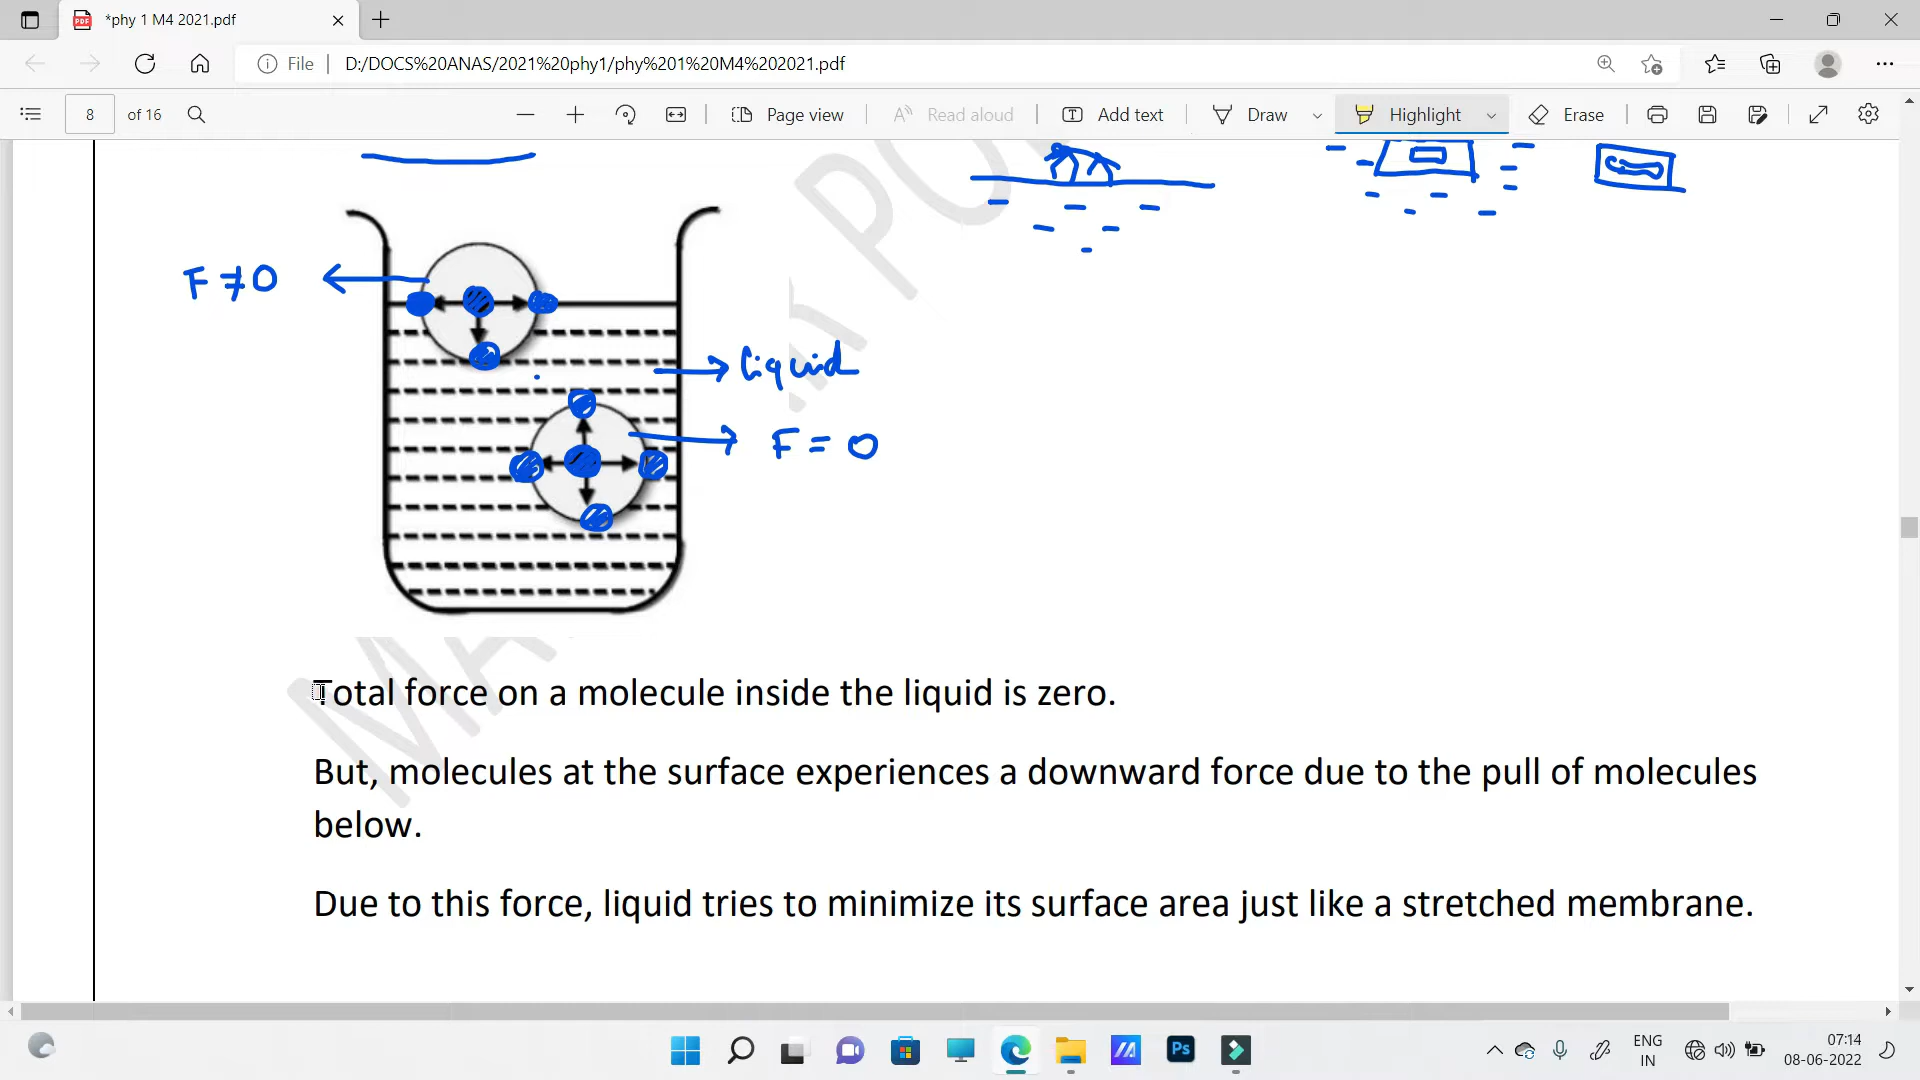 *phy 1 M4 2021.pdf
File
D:/DOCS%20ANAS/2021%20phy1/phy%201%20M4%202021.pdf
8 of 16
Page view
Read aloud
Add text
Draw
Highlight
Erase
F ≠ 0
liquid
F = 0
Total force on a molecule inside the liquid is zero.
But, molecules at the surface experiences a downward force due to the pull of molecules
below.
Due to this force, liquid tries to minimize its surface area just like a stretched membrane.
Ps
ENG
IN
07:14
08-06-2022